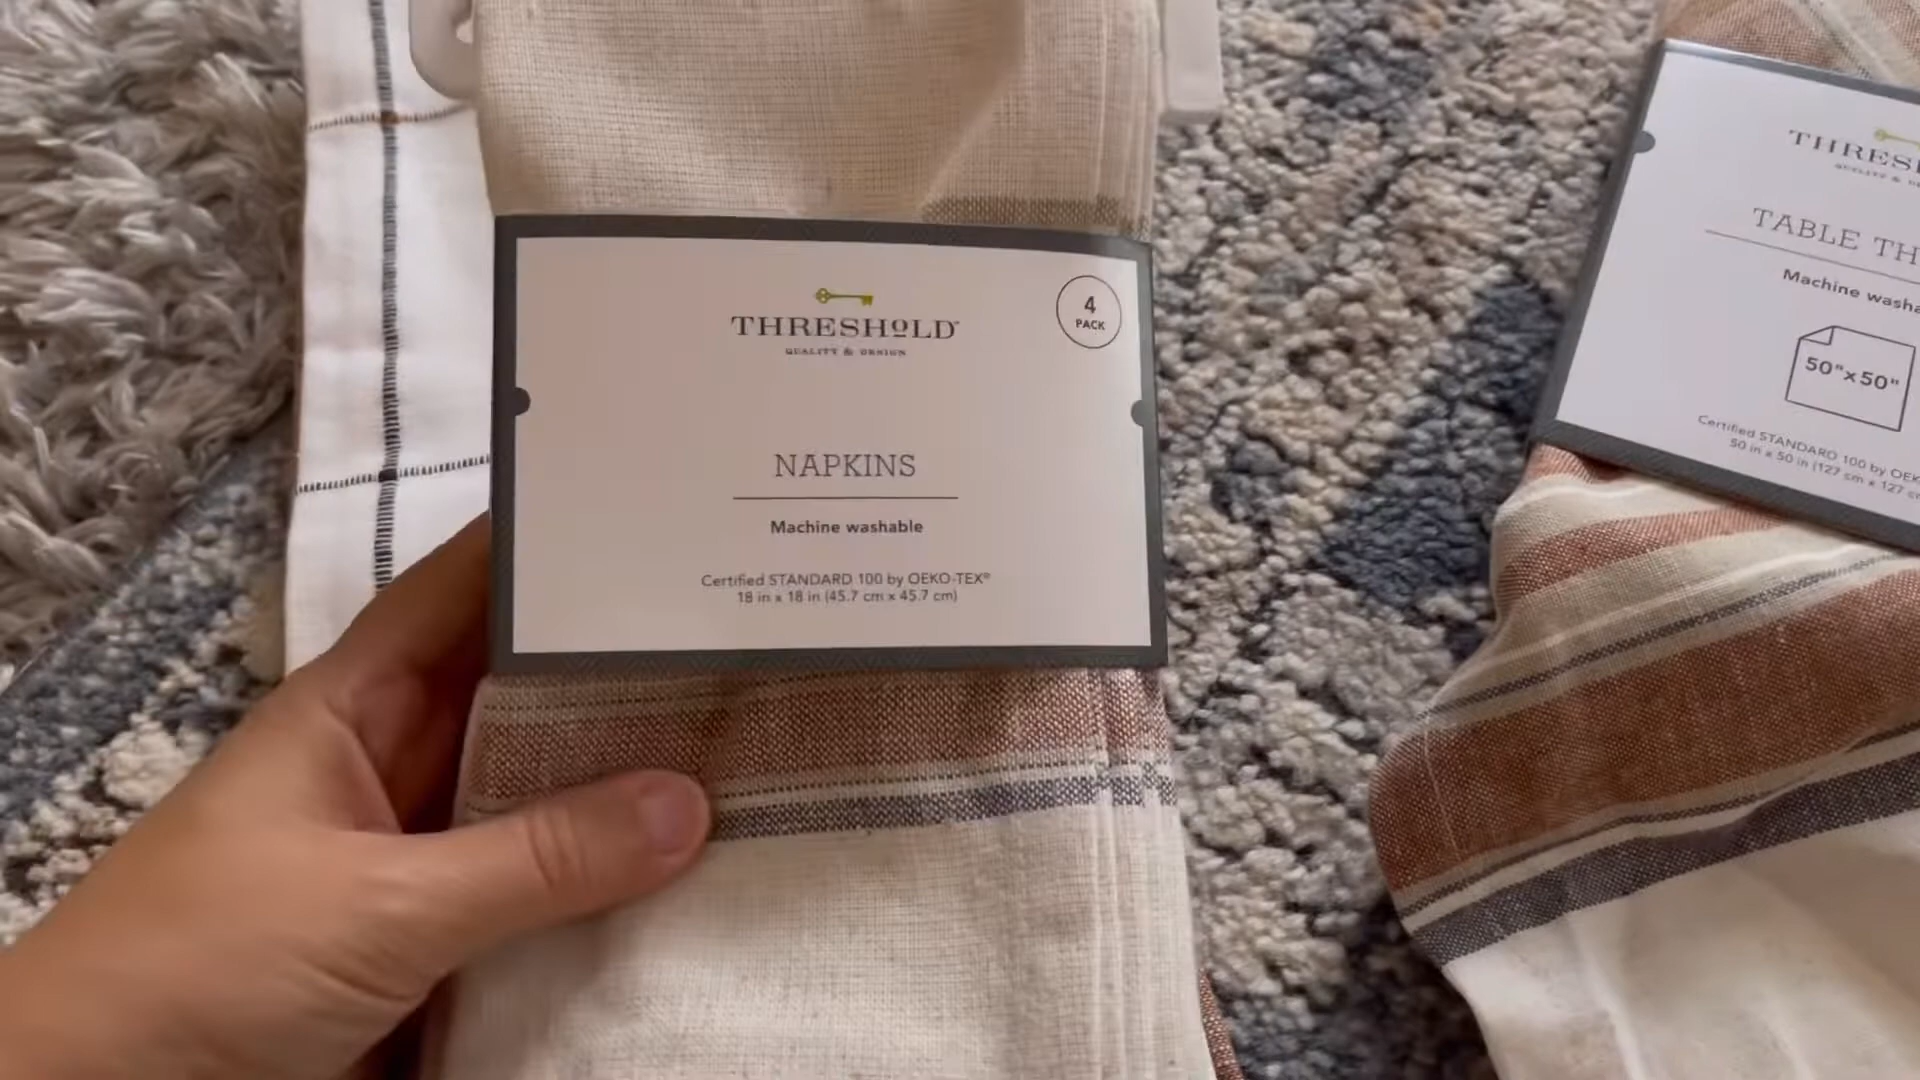 THRESHOLD
QUALITY & DESIGN
4
PACK
NAPKINS
Machine washable
Certified STANDARD 100 by OEKO-TEX®
18 in x 18 in (45.7 cm x 45.7 cm)
THRESH
QUALITY &
TABLE TH
Machine washa
50"x50"
Certified STANDARD 100 by OEK
50 in x 50 in (127 cm x 127 c